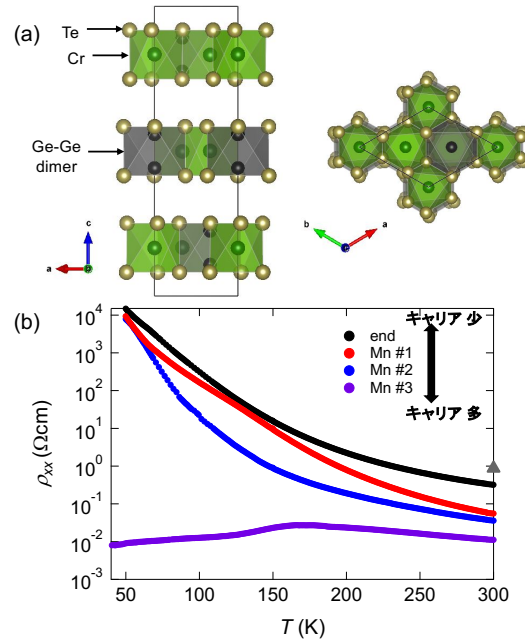 (a)
Te
Cr
Ge-Ge
dimer
c
a
b
a
(b)
ρxx (Ωcm)
10⁴
10³
10²
10¹
10⁰
10⁻¹
10⁻²
10⁻³
end
Mn #1
Mn #2
Mn #3
キャリア 少
キャリア 多
50
100
150
200
250
300
T (K)